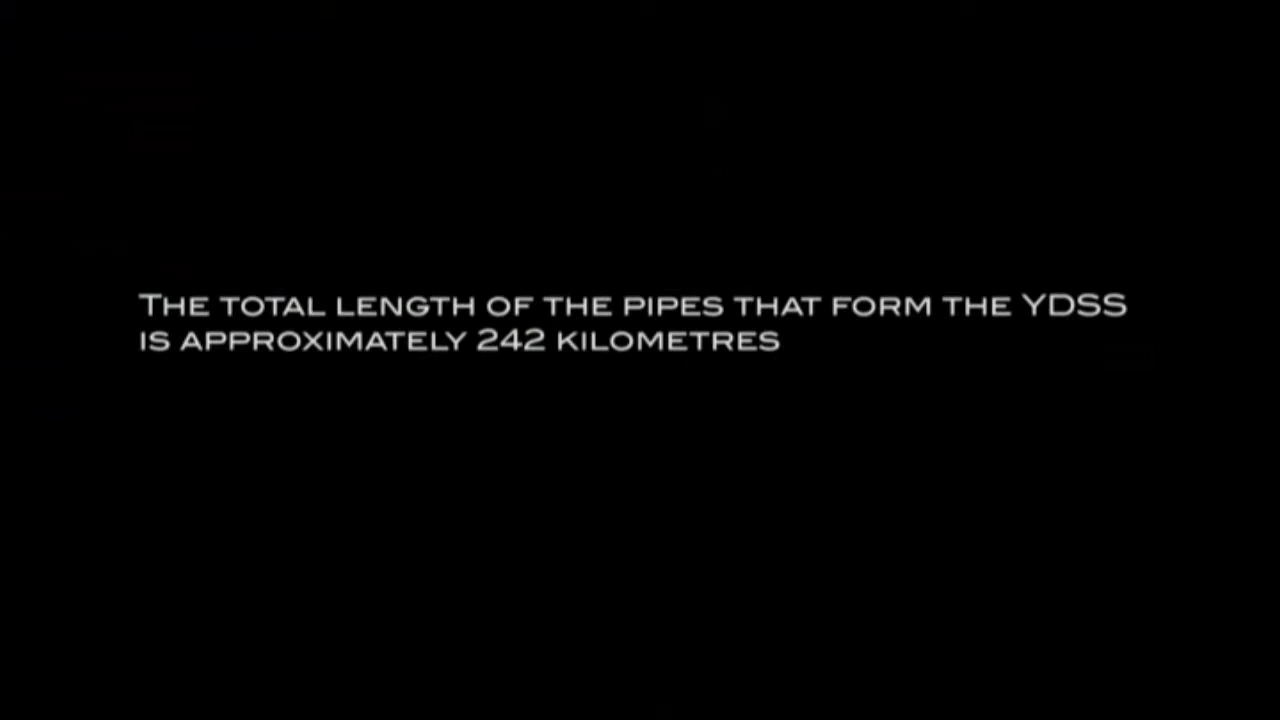 The total length of the pipes that form the YDSS
is approximately 242 kilometres